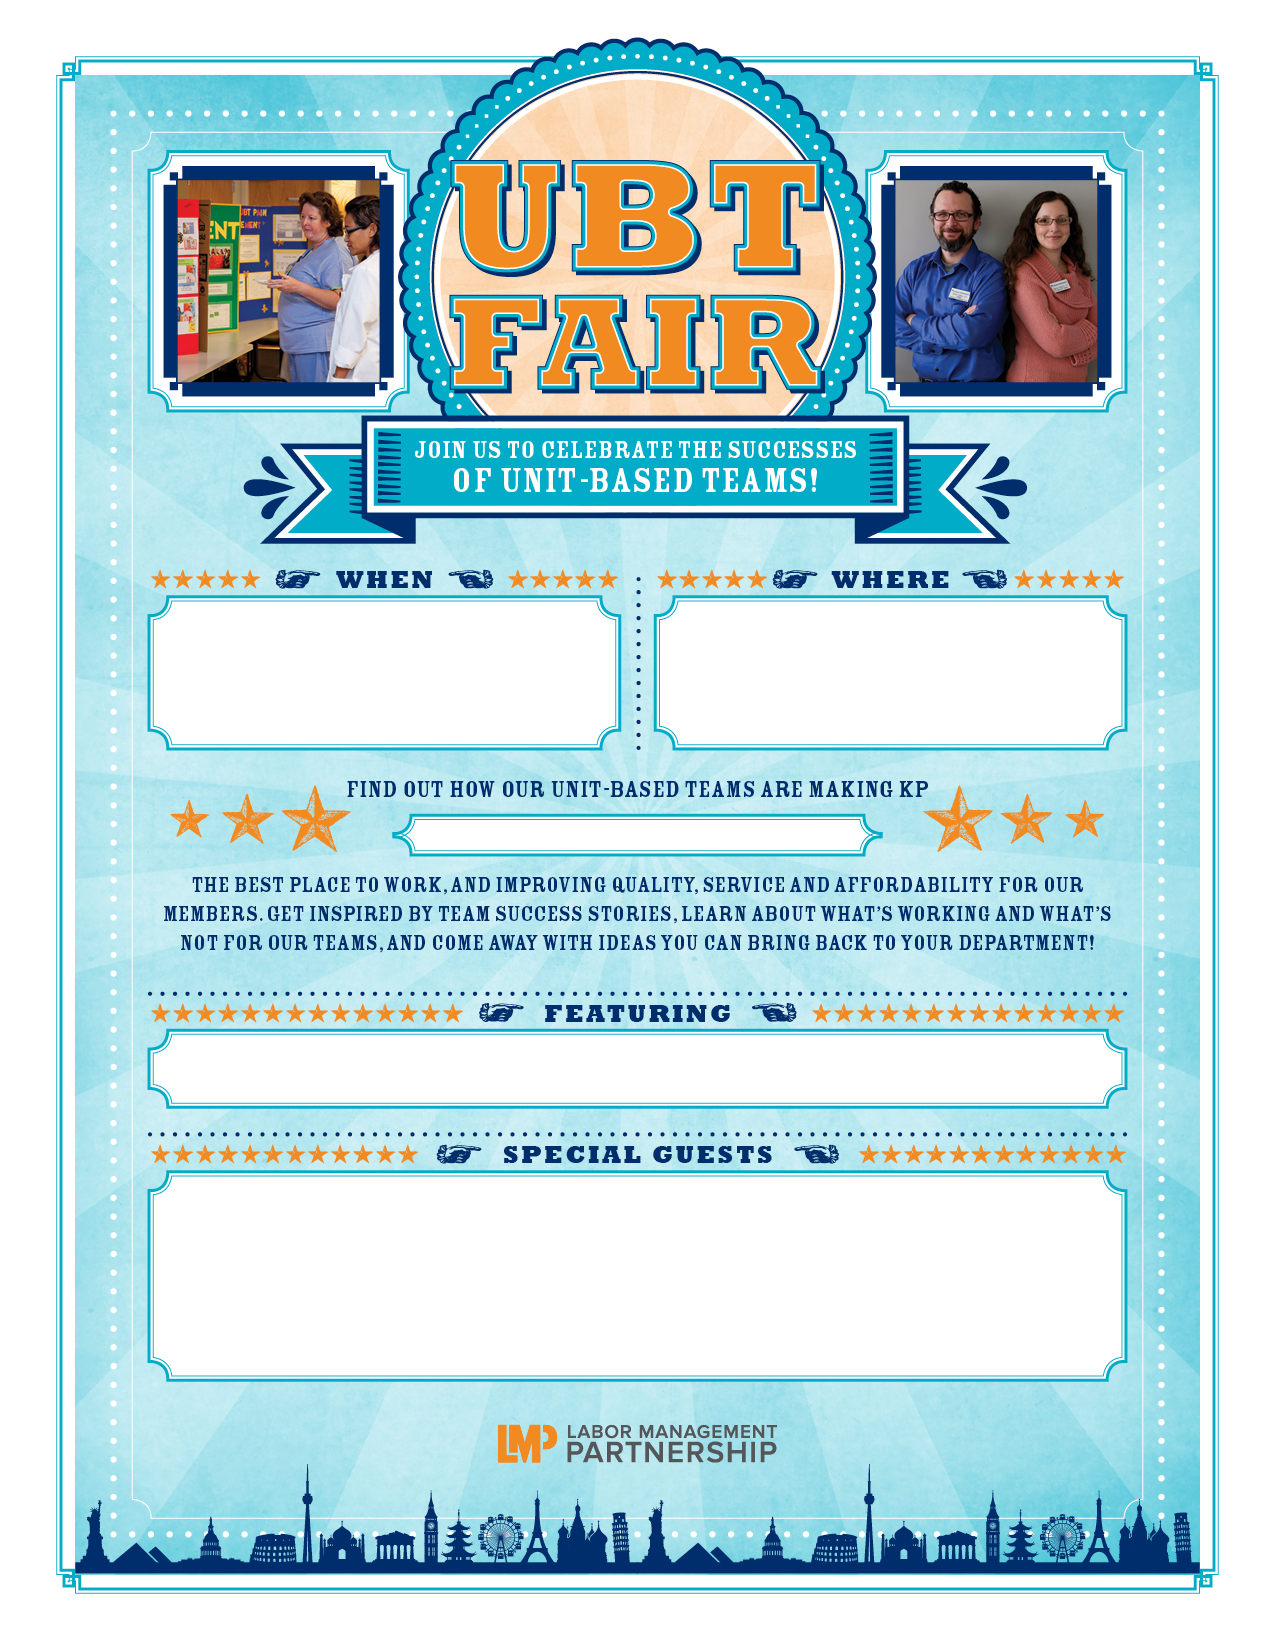 UBT
FAIR
JOIN US TO CELEBRATE THE SUCCESSES
OF UNIT-BASED TEAMS!
WHEN
WHERE
FIND OUT HOW OUR UNIT-BASED TEAMS ARE MAKING KP
THE BEST PLACE TO WORK, AND IMPROVING QUALITY, SERVICE AND AFFORDABILITY FOR OUR
MEMBERS. GET INSPIRED BY TEAM SUCCESS STORIES, LEARN ABOUT WHAT'S WORKING AND WHAT'S
NOT FOR OUR TEAMS, AND COME AWAY WITH IDEAS YOU CAN BRING BACK TO YOUR DEPARTMENT!
FEATURING
SPECIAL GUESTS
LMP LABOR MANAGEMENT
PARTNERSHIP